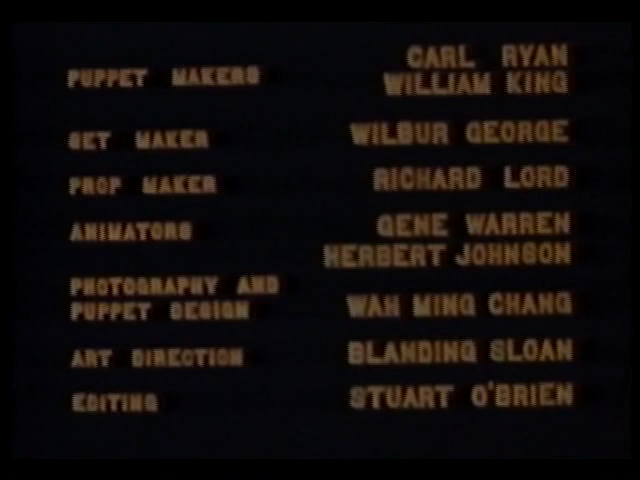 PUPPET MAKERS CARL RYAN
WILLIAM KING
SET MAKER WILBUR GEORGE
PROP MAKER RICHARD LORD
ANIMATORS GENE WARREN
HERBERT JOHNSON
PHOTOGRAPHY AND
PUPPET DESIGN WAH MING CHANG
ART DIRECTION BLANDING SLOAN
EDITING STUART O'BRIEN